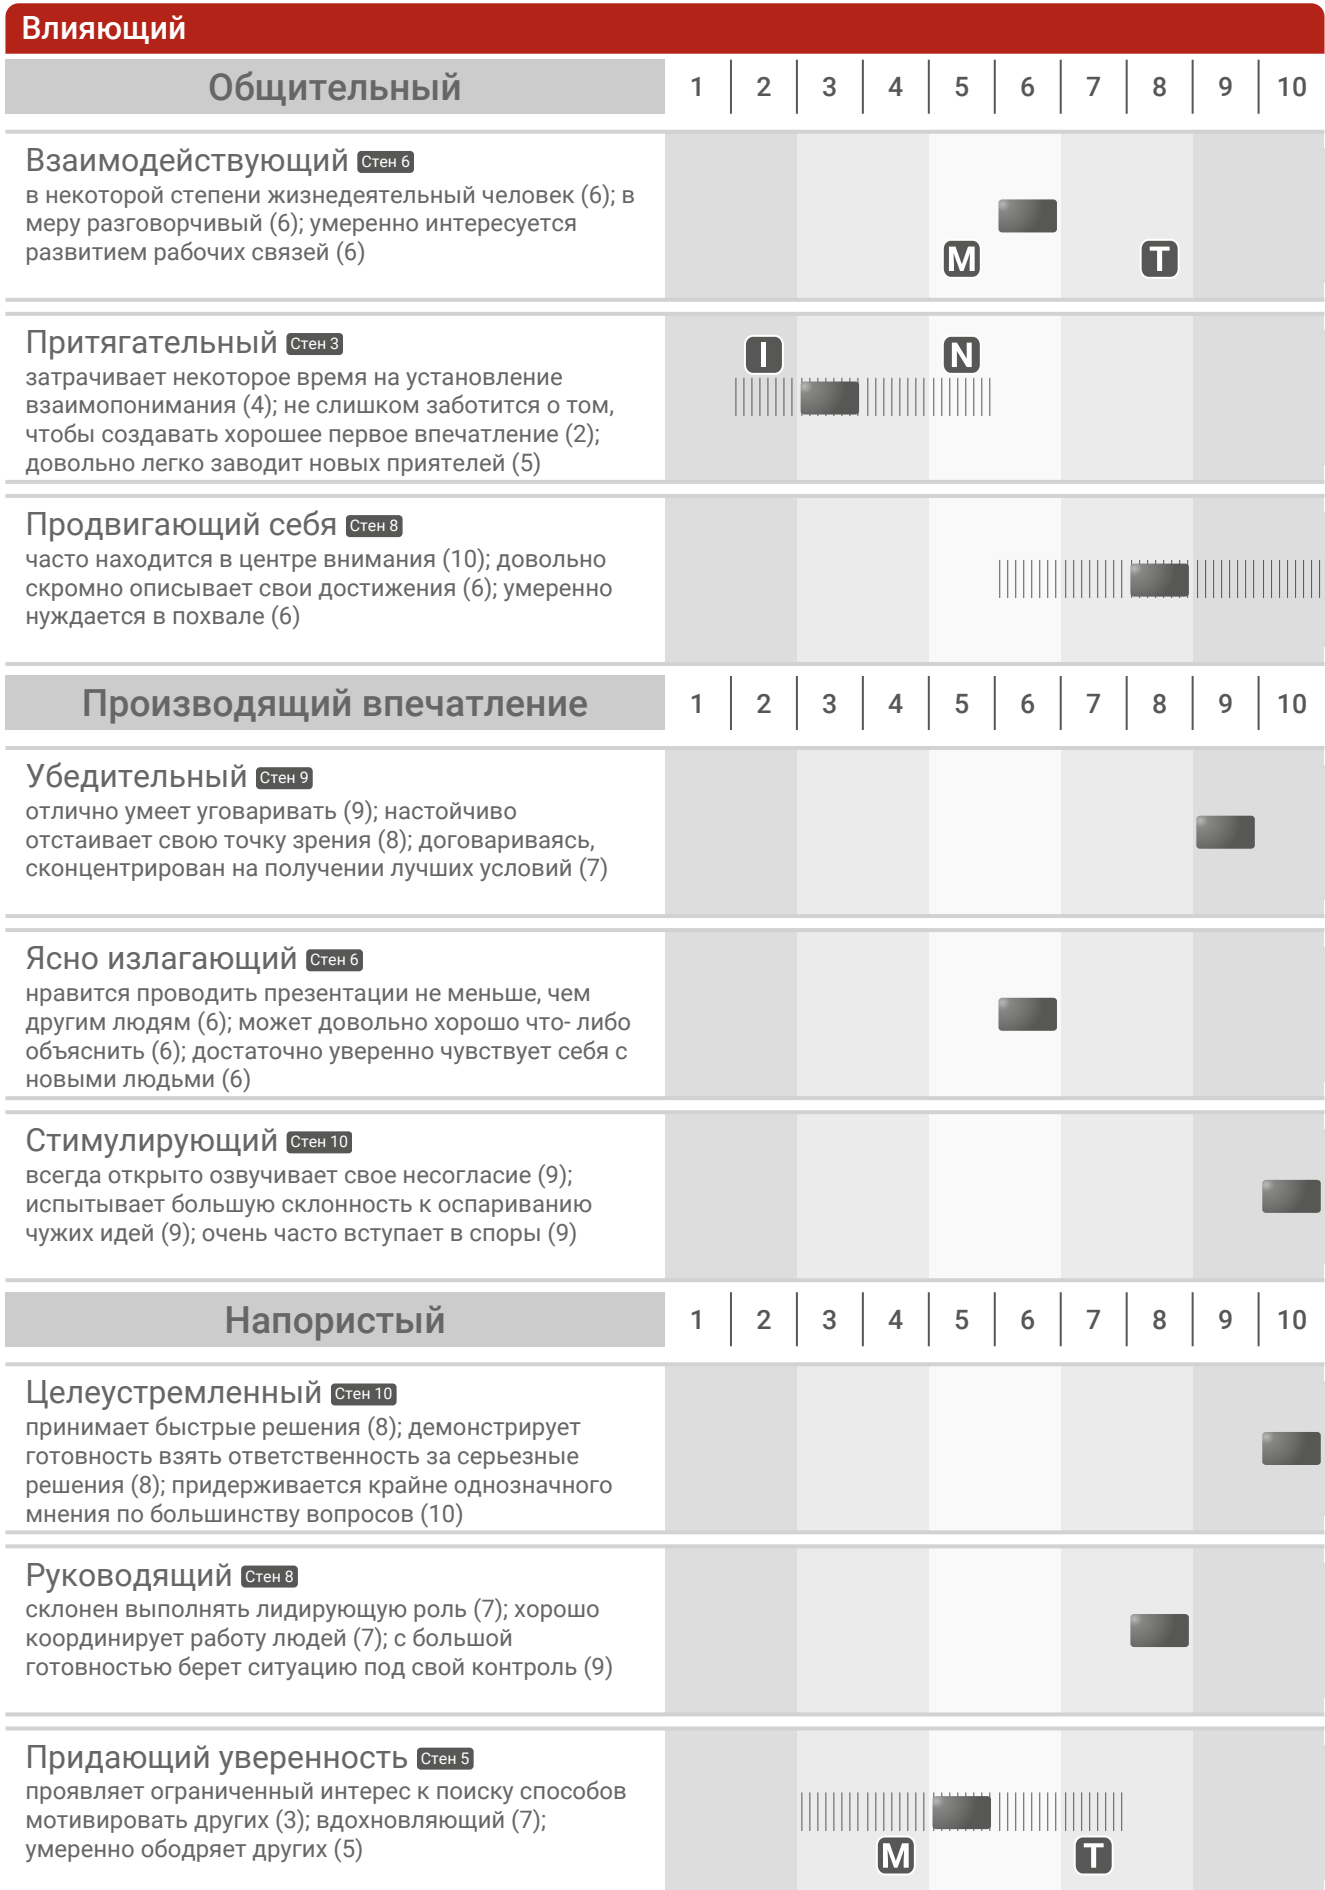 Влияющий
Общительный 1 2 3 4 5 6 7 8 9 10
Взаимодействующий Стен 6
в некоторой степени жизнедеятельный человек (6); в
меру разговорчивый (6); умеренно интересуется
развитием рабочих связей (6)
M T
Притягательный Стен 3
I N
затрачивает некоторое время на установление
взаимопонимания (4); не слишком заботится о том,
чтобы создавать хорошее первое впечатление (2);
довольно легко заводит новых приятелей (5)
Продвигающий себя Стен 8
часто находится в центре внимания (10); довольно
скромно описывает свои достижения (6); умеренно
нуждается в похвале (6)
Производящий впечатление 1 2 3 4 5 6 7 8 9 10
Убедительный Стен 9
отлично умеет уговаривать (9); настойчиво
отстаивает свою точку зрения (8); договариваясь,
сконцентрирован на получении лучших условий (7)
Ясно излагающий Стен 6
нравится проводить презентации не меньше, чем
другим людям (6); может довольно хорошо что- либо
объяснить (6); достаточно уверенно чувствует себя с
новыми людьми (6)
Стимулирующий Стен 10
всегда открыто озвучивает свое несогласие (9);
испытывает большую склонность к оспариванию
чужих идей (9); очень часто вступает в споры (9)
Напористый 1 2 3 4 5 6 7 8 9 10
Целеустремленный Стен 10
принимает быстрые решения (8); демонстрирует
готовность взять ответственность за серьезные
решения (8); придерживается крайне однозначного
мнения по большинству вопросов (10)
Руководящий Стен 8
склонен выполнять лидирующую роль (7); хорошо
координирует работу людей (7); с большой
готовностью берет ситуацию под свой контроль (9)
Придающий уверенность Стен 5
проявляет ограниченный интерес к поиску способов
мотивировать других (3); вдохновляющий (7);
умеренно ободряет других (5)
M T